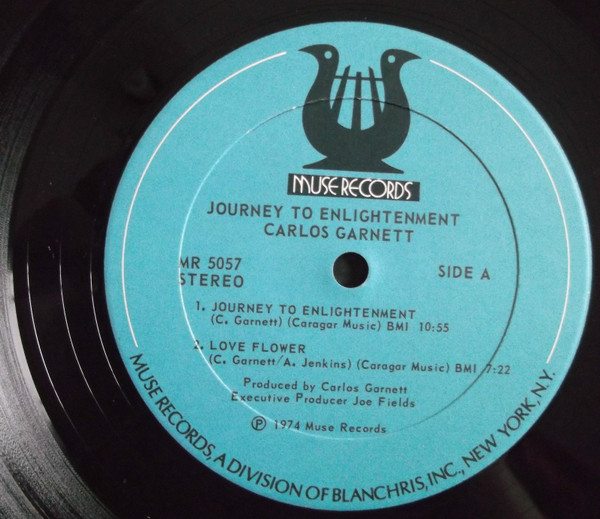 MUSE RECORDS
JOURNEY TO ENLIGHTENMENT
CARLOS GARNETT
MR 5057
STEREO
SIDE A
1. JOURNEY TO ENLIGHTENMENT
(C. Garnett) (Caragar Music) BMI 10:55
2. LOVE FLOWER
(C. Garnett/A. Jenkins) (Caragar Music) BMI 7:22
Produced by Carlos Garnett
Executive Producer Joe Fields
Ⓟ 1974 Muse Records
MUSE RECORDS, A DIVISION OF BLANCHRIS, INC., NEW YORK, N.Y.